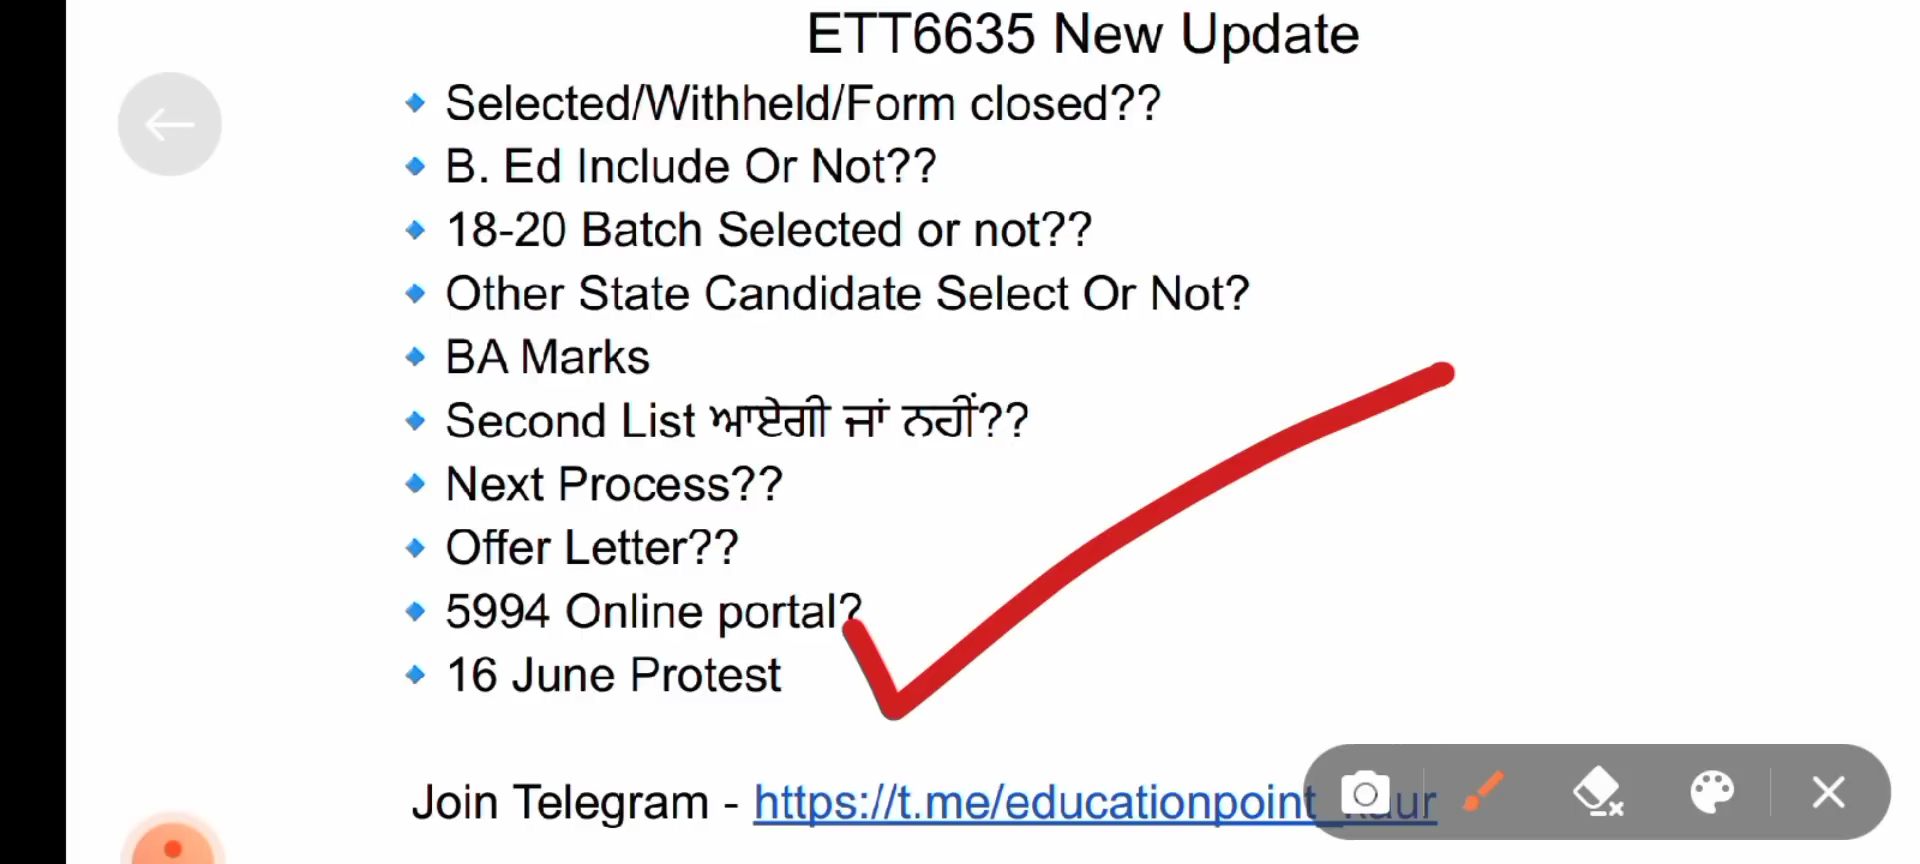 ETT6635 New Update
Selected/Withheld/Form closed??
B. Ed Include Or Not??
18-20 Batch Selected or not??
Other State Candidate Select Or Not?
BA Marks
Second List ਆਏਗੀ ਜਾਂ ਨਹੀਂ??
Next Process??
Offer Letter??
5994 Online portal?
16 June Protest
Join Telegram - https://t.me/educationpoint_kaur